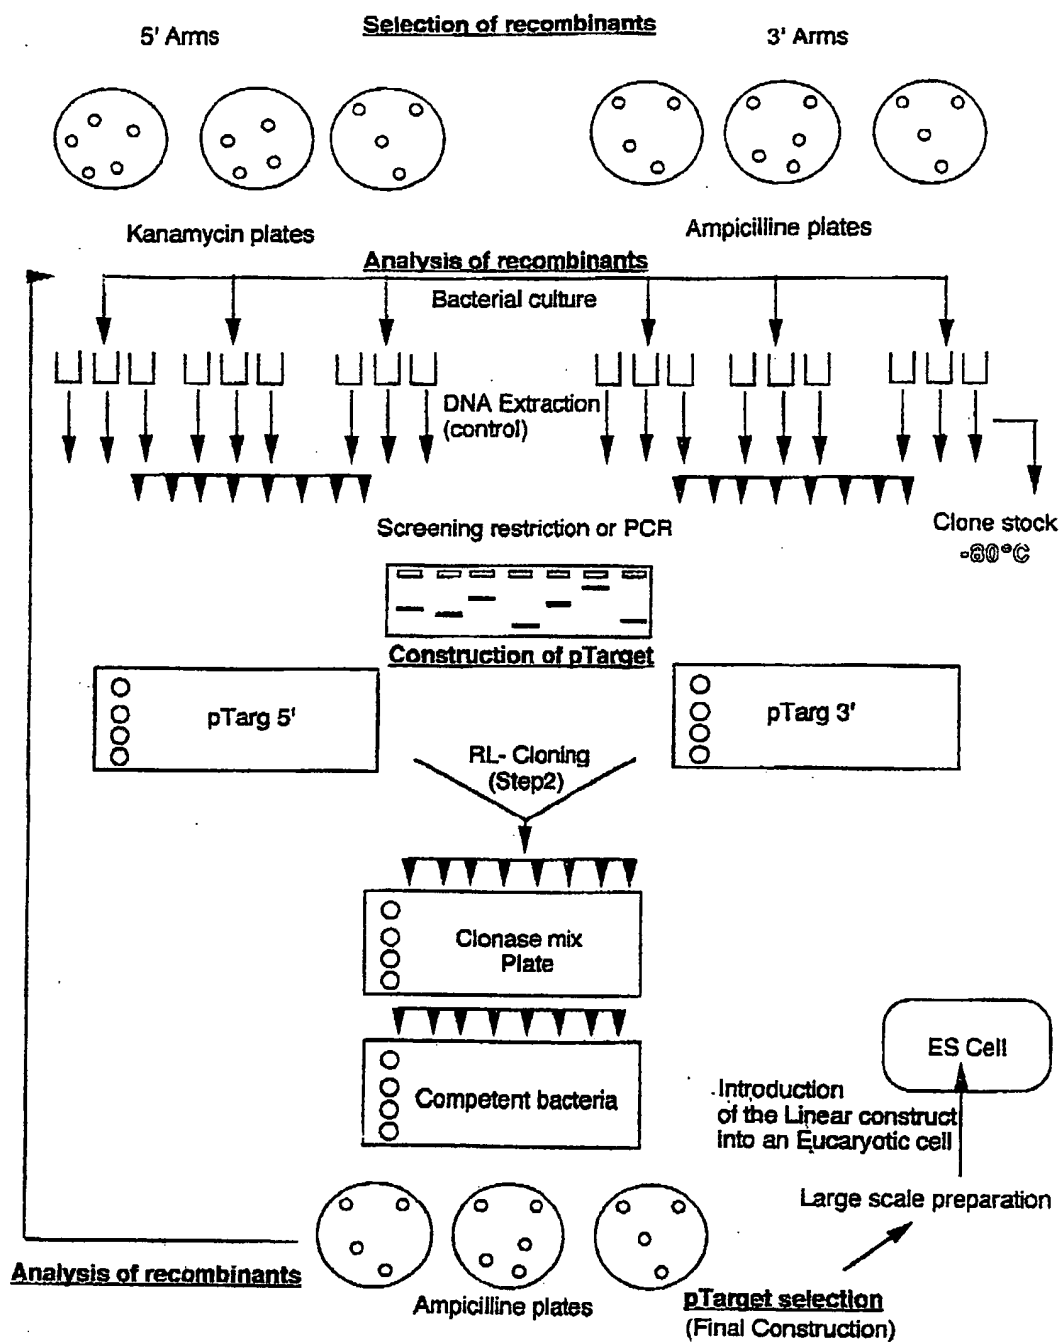 Selection of recombinants
5' Arms
3' Arms
Kanamycin plates
Ampicilline plates
Analysis of recombinants
Bacterial culture
DNA Extraction
(control)
Clone stock
-80°C
Screening restriction or PCR
Construction of pTarget
pTarg 5'
pTarg 3'
RL- Cloning
(Step2)
Clonase mix
Plate
Competent bacteria
ES Cell
Introduction
of the Linear construct
into an Eucaryotic cell
Large scale preparation
Analysis of recombinants
Ampicilline plates
pTarget selection
(Final Construction)